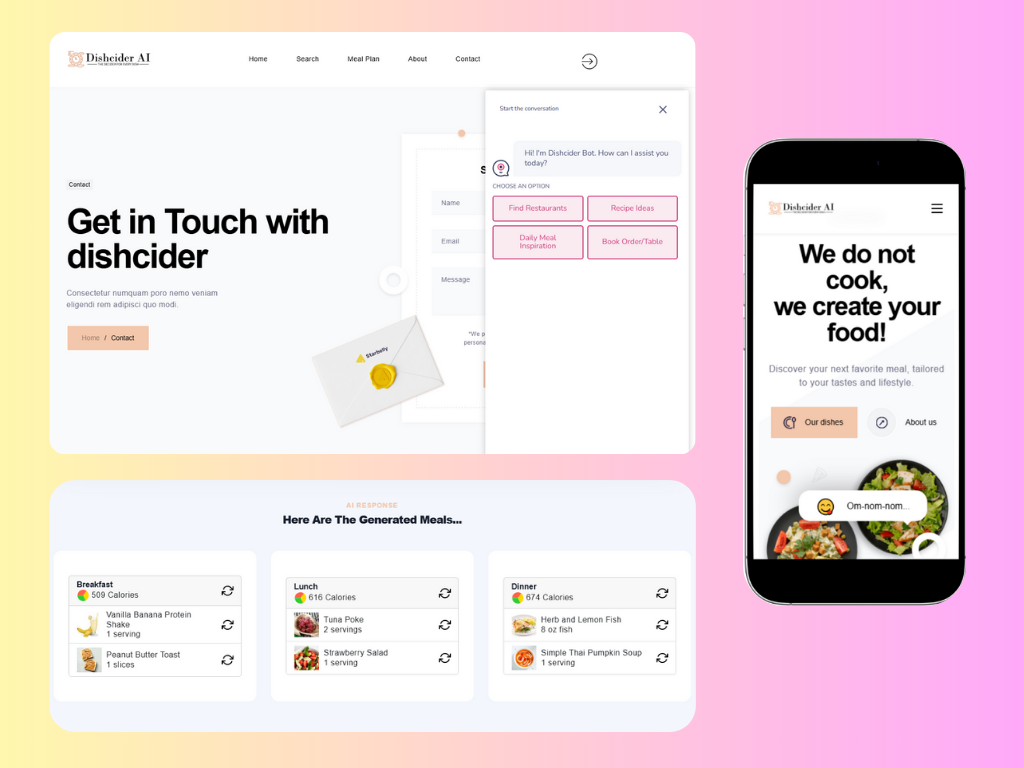 Dishcider AI
Home Search Meal Plan About Contact
Start the conversation
Hi! I'm Dishcider Bot. How can I assist you
today?
CHOOSE AN OPTION
Find Restaurants
Recipe Ideas
Daily Meal
Inspiration
Book Order/Table
Contact
Get in Touch with
dishcider
Consectetur numquam poro nemo veniam
eligendi rem adipisci quo modi.
Home / Contact
S
Name
Email
Message
*We p
persona
Starbelly
AI RESPONSE
Here Are The Generated Meals...
Breakfast
509 Calories
Vanilla Banana Protein
Shake
1 serving
Peanut Butter Toast
1 slices
Lunch
616 Calories
Tuna Poke
2 servings
Strawberry Salad
1 serving
Dinner
674 Calories
Herb and Lemon Fish
8 oz fish
Simple Thai Pumpkin Soup
1 serving
Dishcider AI
We do not
cook,
we create your
food!
Discover your next favorite meal, tailored
to your tastes and lifestyle.
Our dishes
About us
Om-nom-nom...